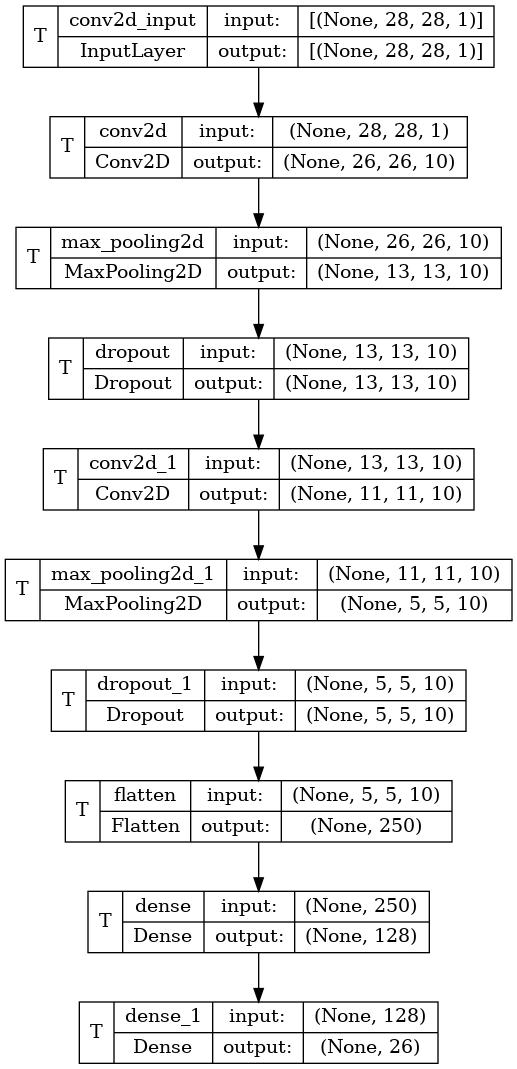 T conv2d_input input: [(None, 28, 28, 1)]
InputLayer output: [(None, 28, 28, 1)]
T conv2d input: (None, 28, 28, 1)
Conv2D output: (None, 26, 26, 10)
T max_pooling2d input: (None, 26, 26, 10)
MaxPooling2D output: (None, 13, 13, 10)
T dropout input: (None, 13, 13, 10)
Dropout output: (None, 13, 13, 10)
T conv2d_1 input: (None, 13, 13, 10)
Conv2D output: (None, 11, 11, 10)
T max_pooling2d_1 input: (None, 11, 11, 10)
MaxPooling2D output: (None, 5, 5, 10)
T dropout_1 input: (None, 5, 5, 10)
Dropout output: (None, 5, 5, 10)
T flatten input: (None, 5, 5, 10)
Flatten output: (None, 250)
T dense input: (None, 250)
Dense output: (None, 128)
T dense_1 input: (None, 128)
Dense output: (None, 26)